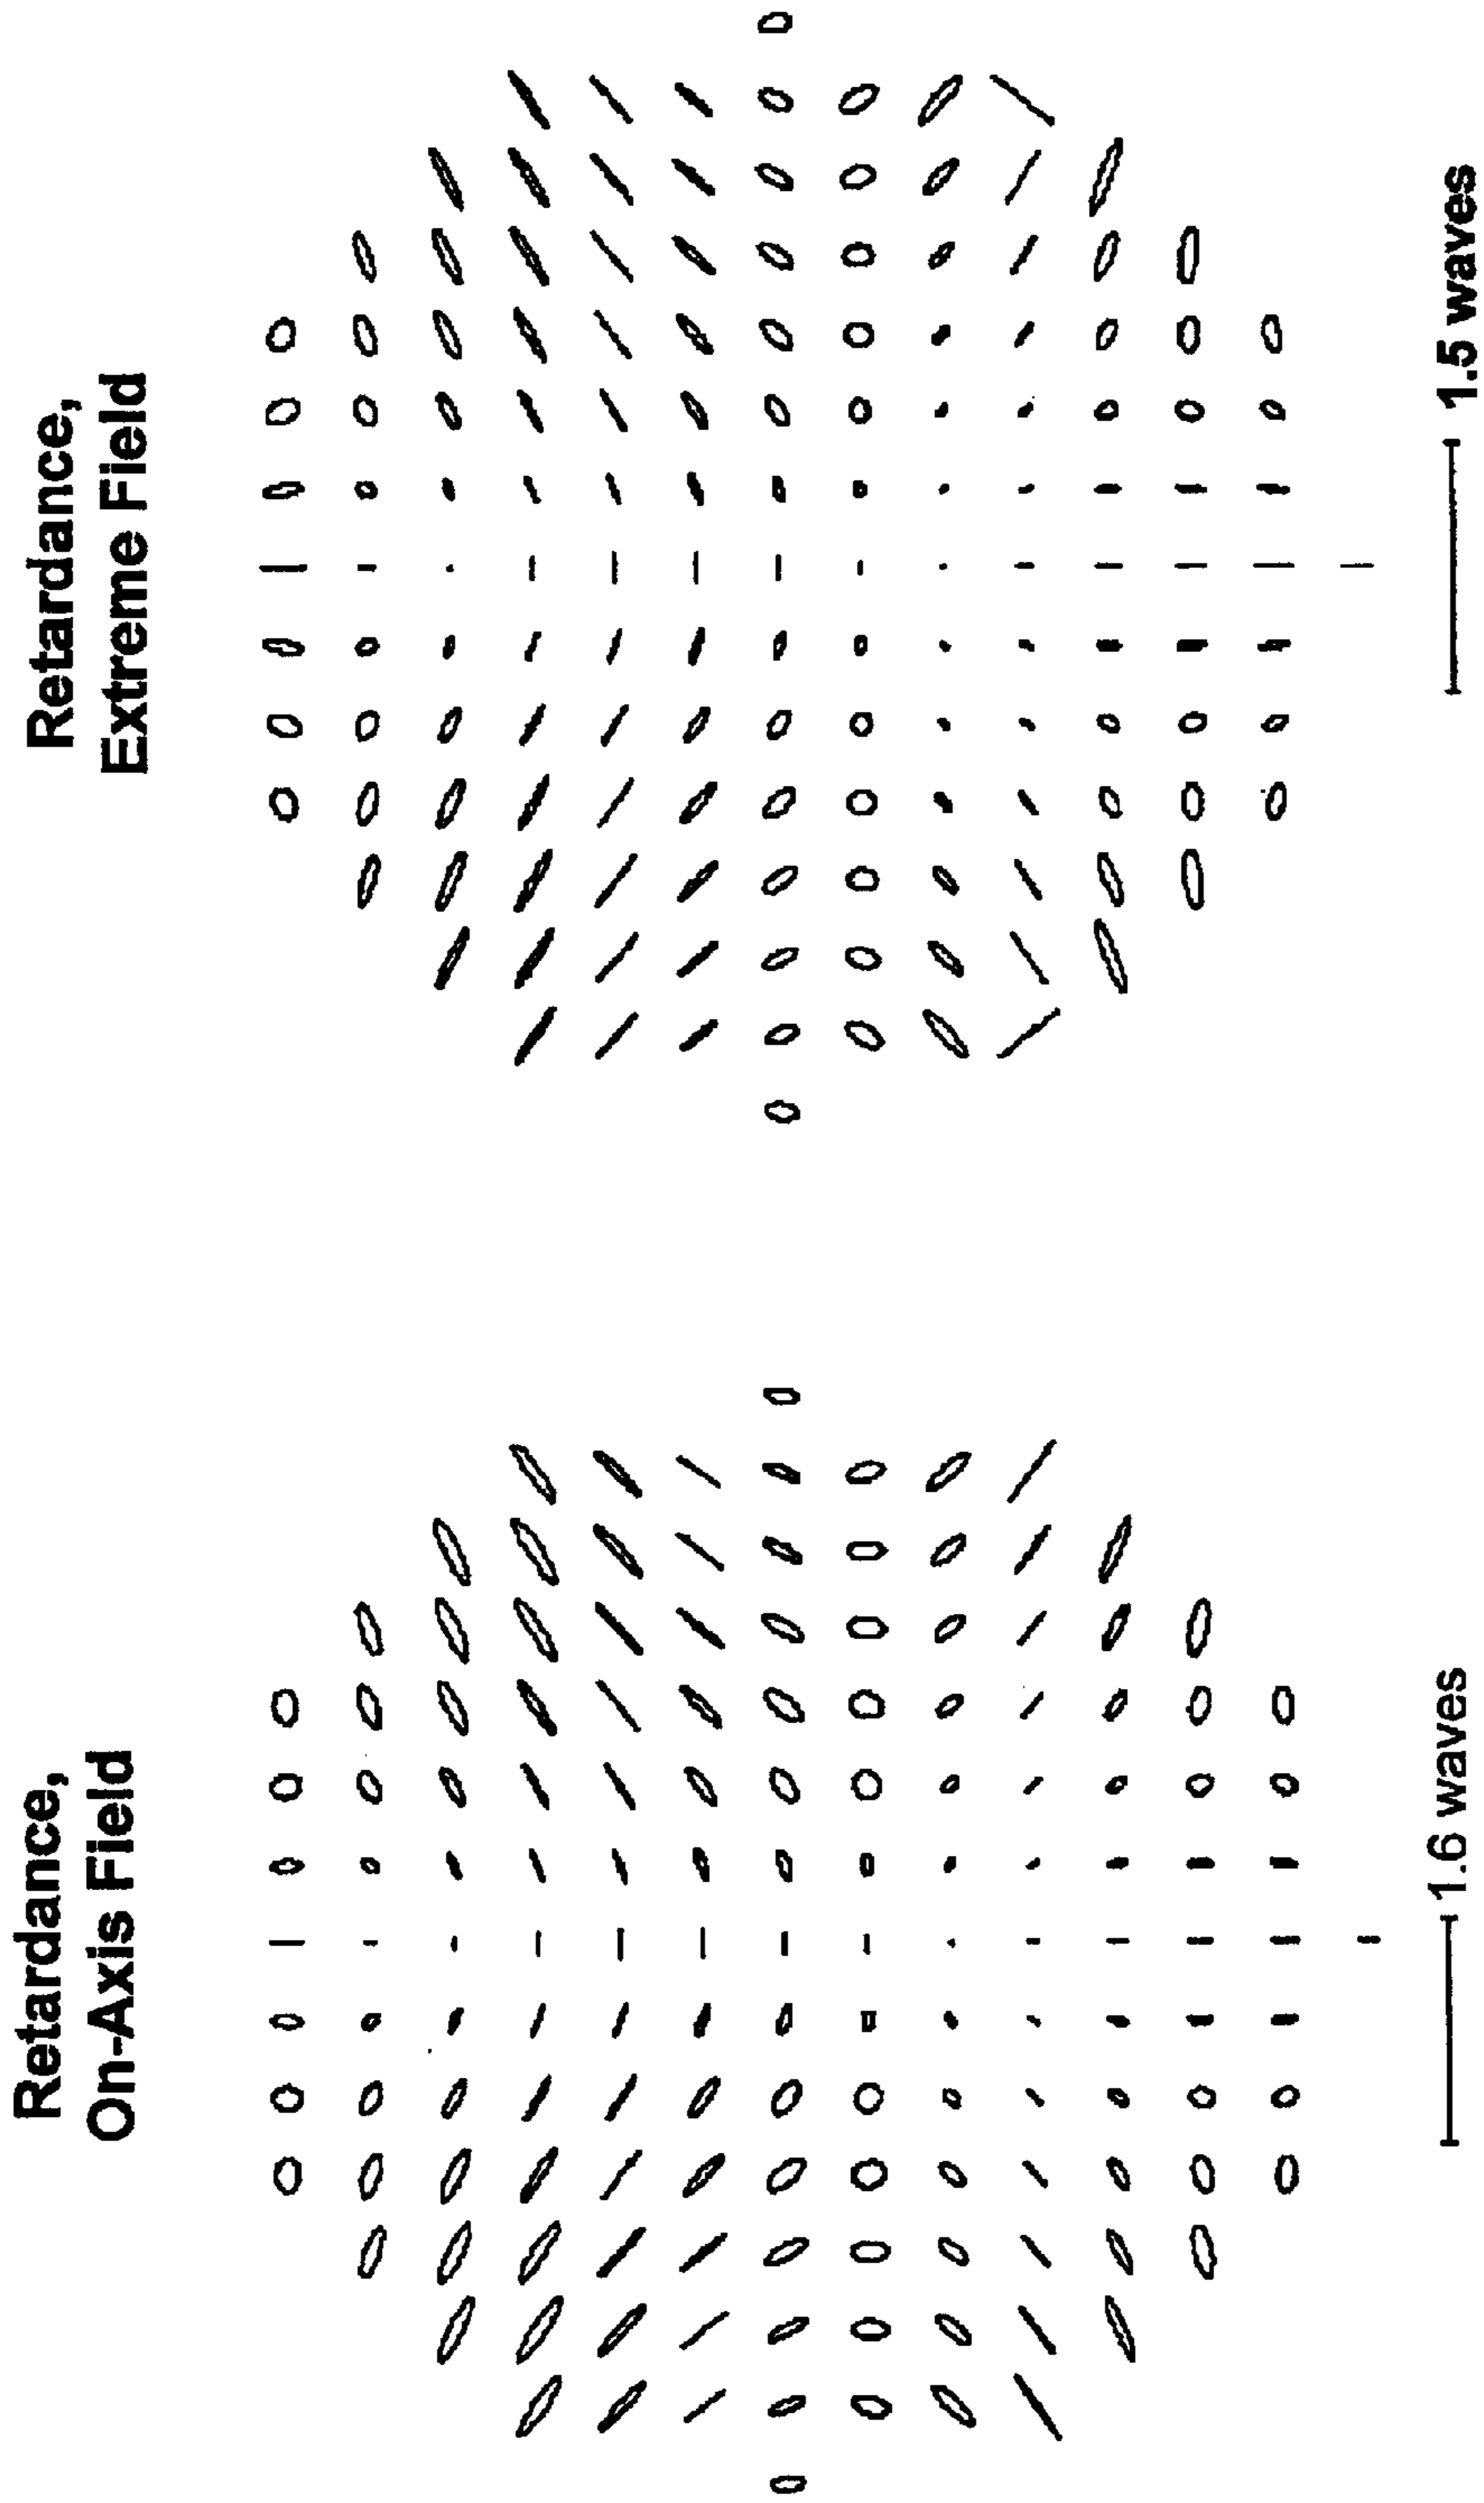 Retardance,
On-Axis Field
1.6 waves
Retardance,
Extreme Field
1.5 waves